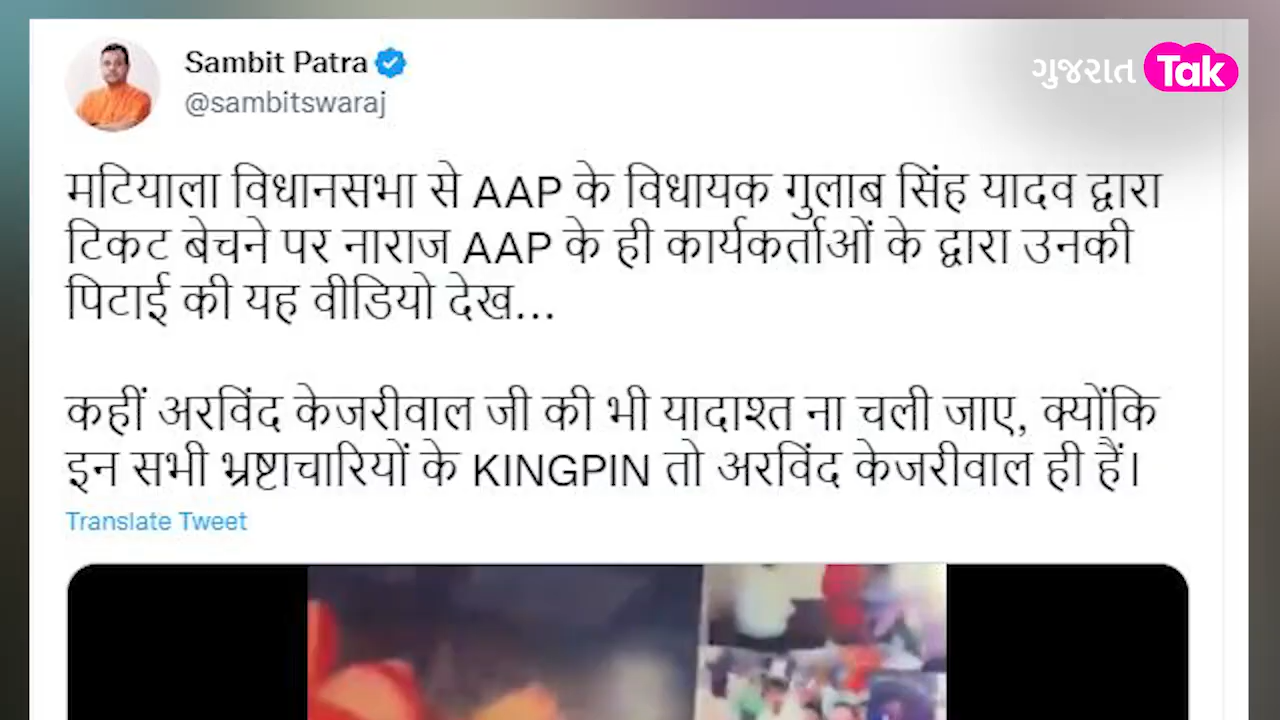 Sambit Patra
ગુજરાત Tak
@sambitswaraj
मटियाला विधानसभा से AAP के विधायक गुलाब सिंह यादव द्वारा
टिकट बेचने पर नाराज AAP के ही कार्यकर्ताओं के द्वारा उनकी
पिटाई की यह वीडियो देख...
कहीं अरविंद केजरीवाल जी की भी यादाश्त ना चली जाए, क्योंकि
इन सभी भ्रष्टाचारियों के KINGPIN तो अरविंद केजरीवाल ही हैं।
Translate Tweet